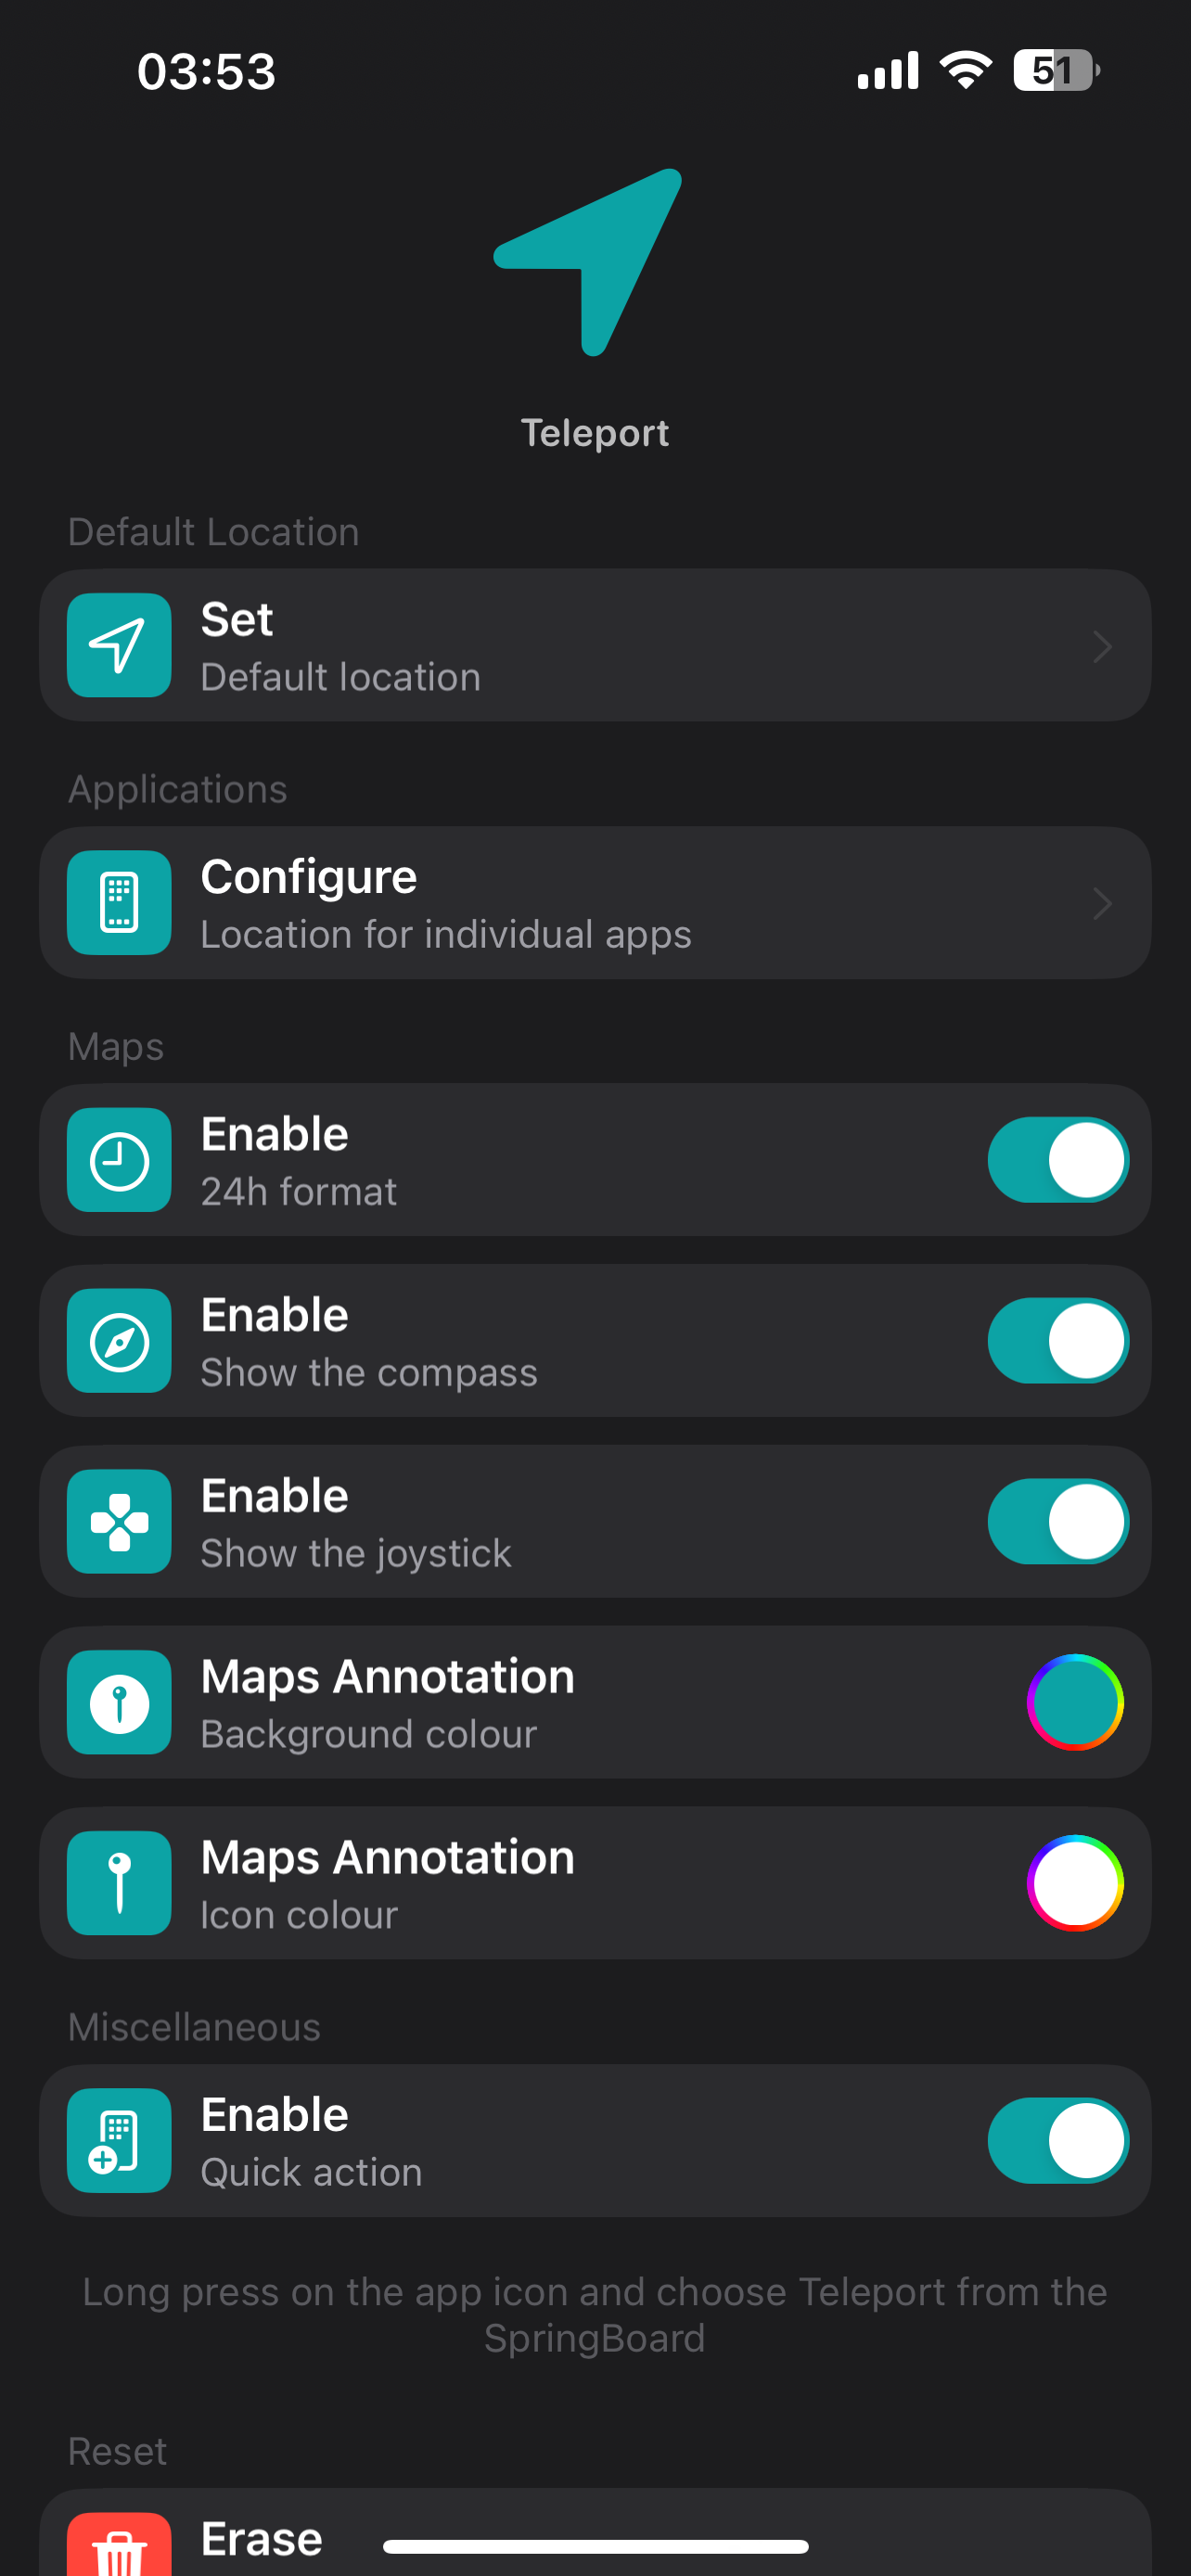 03:53
51
Teleport
Default Location
Set
Default location
Applications
Configure
Location for individual apps
Maps
Enable
24h format
Enable
Show the compass
Enable
Show the joystick
Maps Annotation
Background colour
Maps Annotation
Icon colour
Miscellaneous
Enable
Quick action
Long press on the app icon and choose Teleport from the
SpringBoard
Reset
Erase